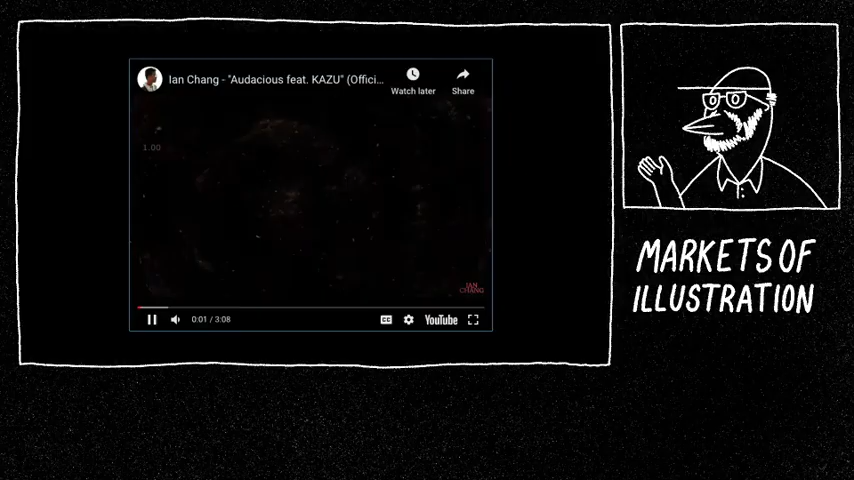 Ian Chang - "Audacious feat. KAZU" (Offici...
Watch later
Share
1.00
IAN
CHANG
0:01 / 3:08
CC
YouTube
MARKETS OF
ILLUSTRATION